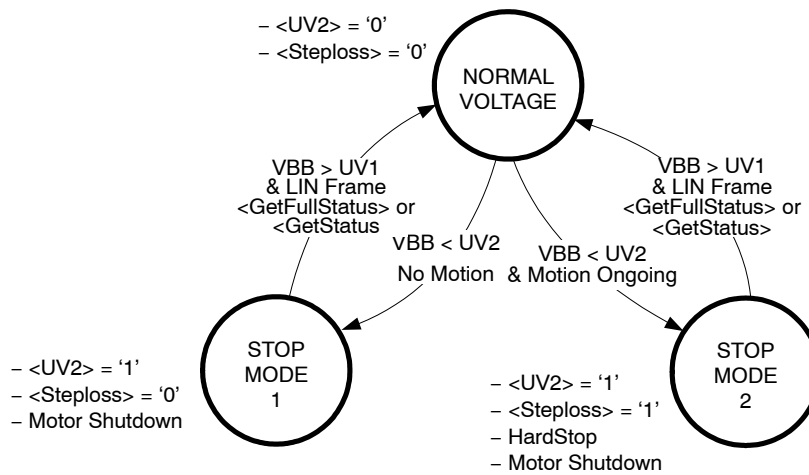 – <UV2> = ‘0’
– <Steploss> = ‘0’
NORMAL
VOLTAGE
VBB > UV1
& LIN Frame
<GetFullStatus> or
<GetStatus
VBB < UV2
No Motion
VBB < UV2
& Motion Ongoing
VBB > UV1
& LIN Frame
<GetFullStatus> or
<GetStatus>
STOP
MODE
1
– <UV2> = ‘1’
– <Steploss> = ‘0’
– Motor Shutdown
STOP
MODE
2
– <UV2> = ‘1’
– <Steploss> = ‘1’
– HardStop
– Motor Shutdown